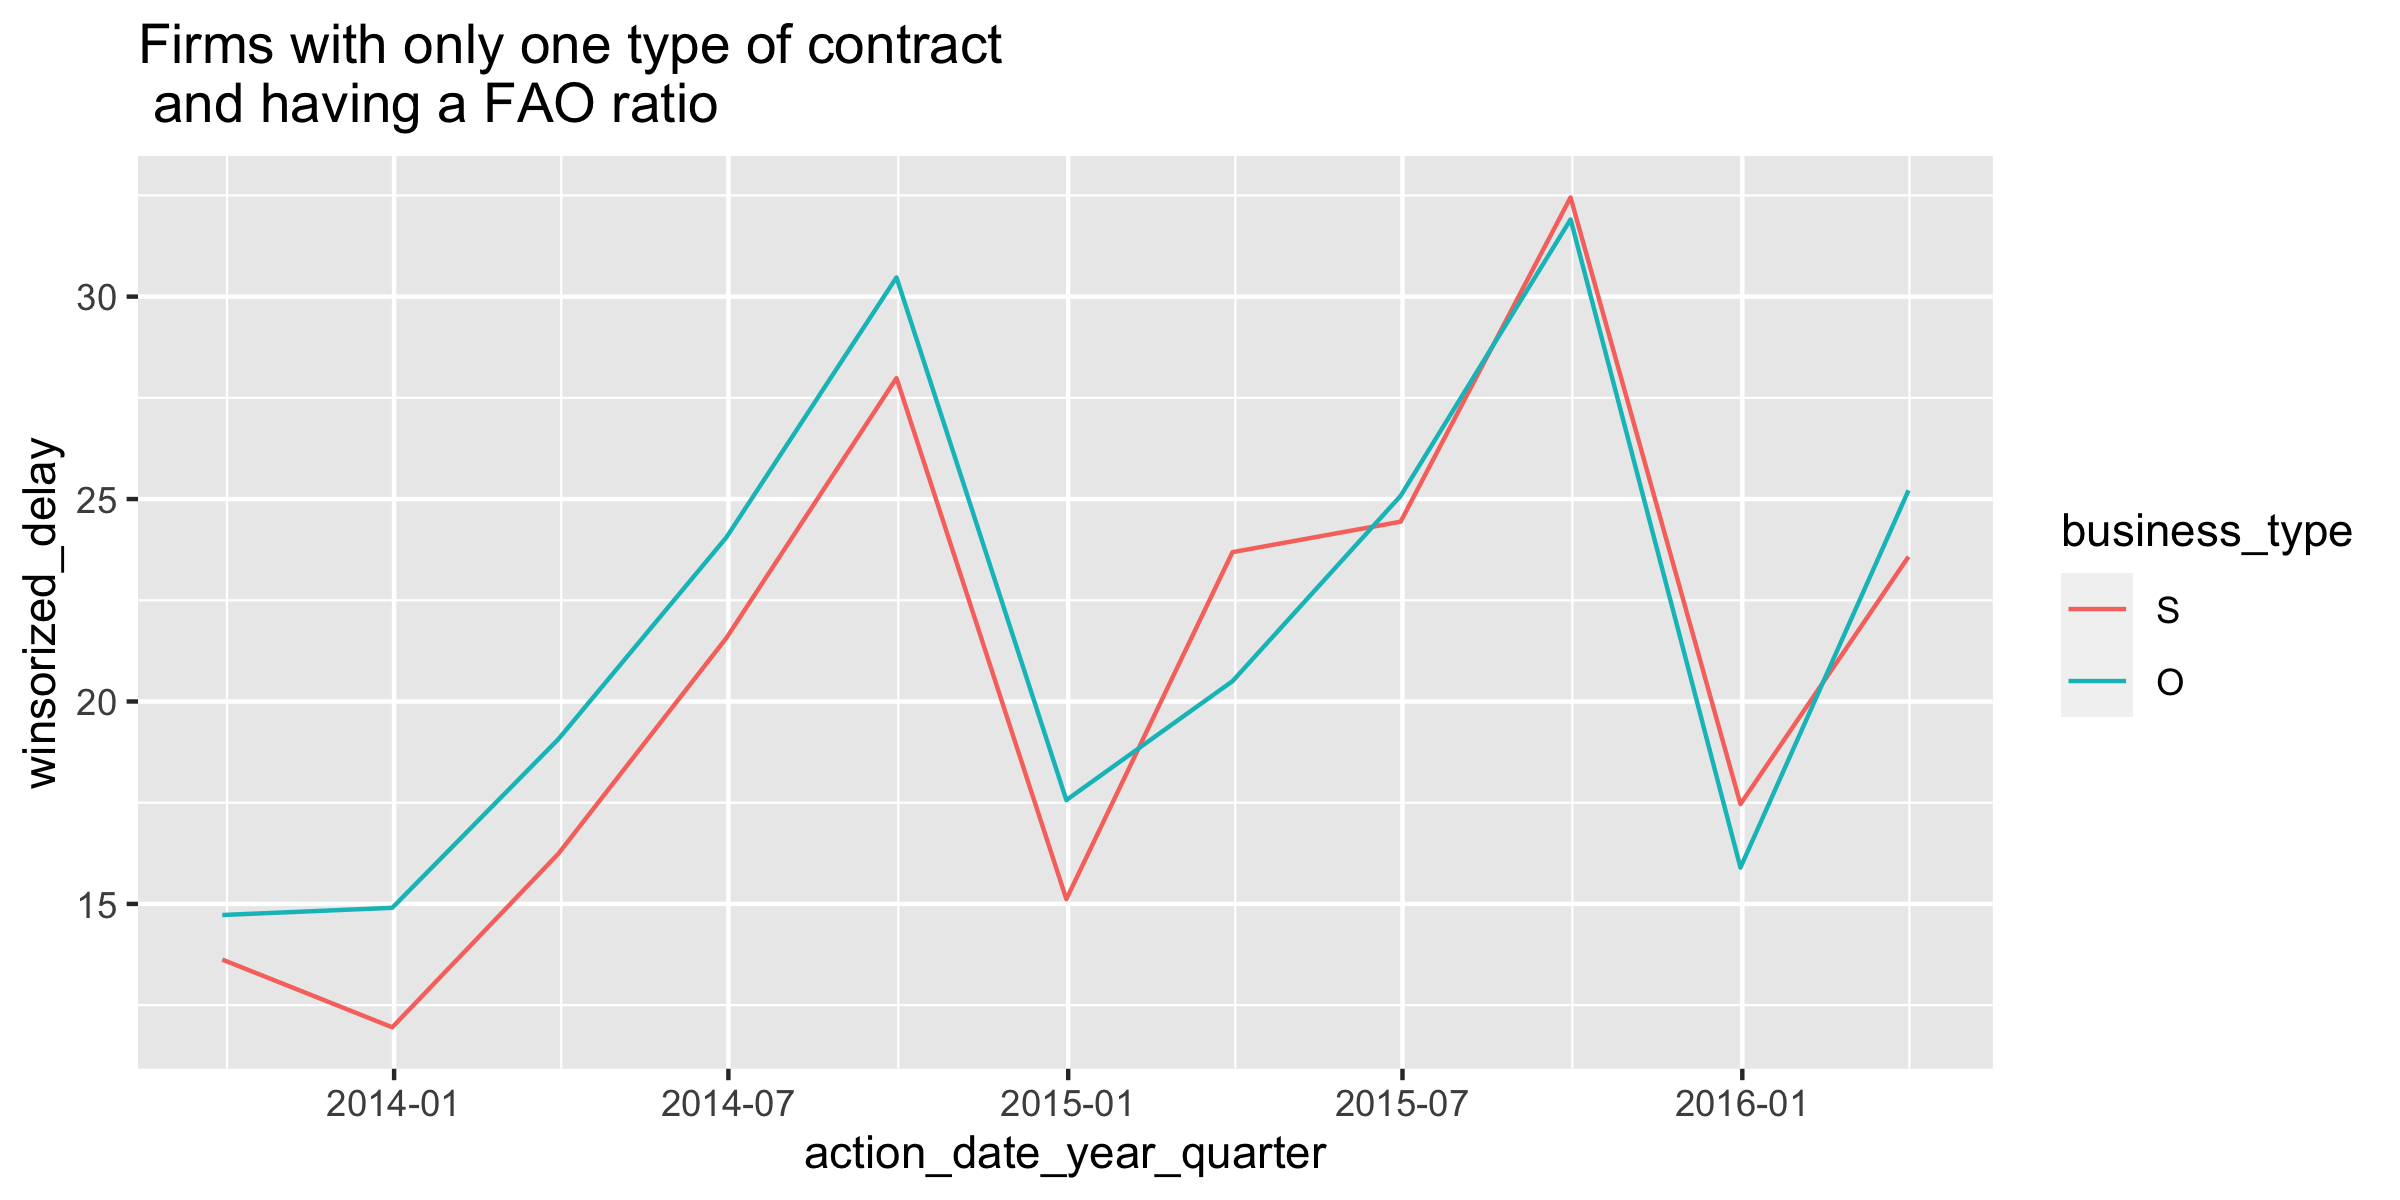 Firms with only one type of contract
and having a FAO ratio
winsorized_delay
30
25
20
15
2014-01
2014-07
2015-01
2015-07
2016-01
action_date_year_quarter
business_type
S
O